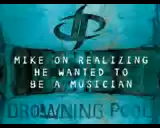 MIKE ON REALIZING
HE WANTED TO
BE A MUSICIAN
DROWNING POOL